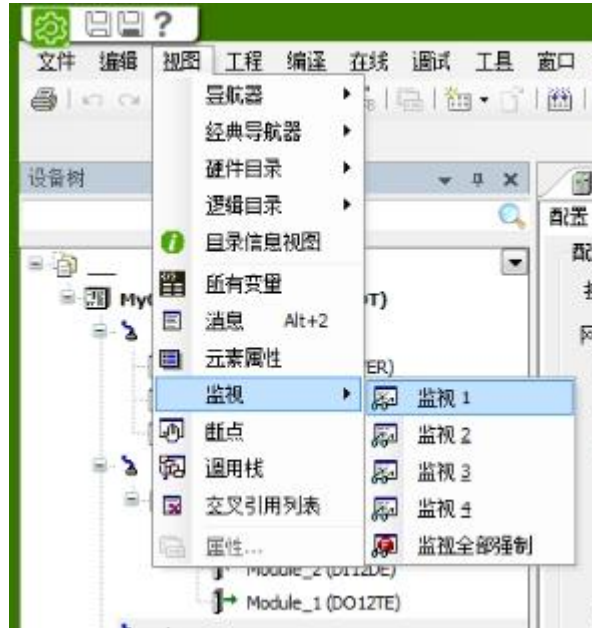 ?
文件 编辑 视图 工程 编译 在线 调试 工具 窗口
导航器
经典导航器
设备树
硬件目录
逻辑目录
配置
目录信息视图
所有变量
消息 Alt+2
元素属性
ER)
监视
监视 1
断点
监视 2
调用栈
监视 3
交叉引用列表
监视 4
属性...
监视全部强制
Module_2 (DI12DE)
Module_1 (DO12TE)